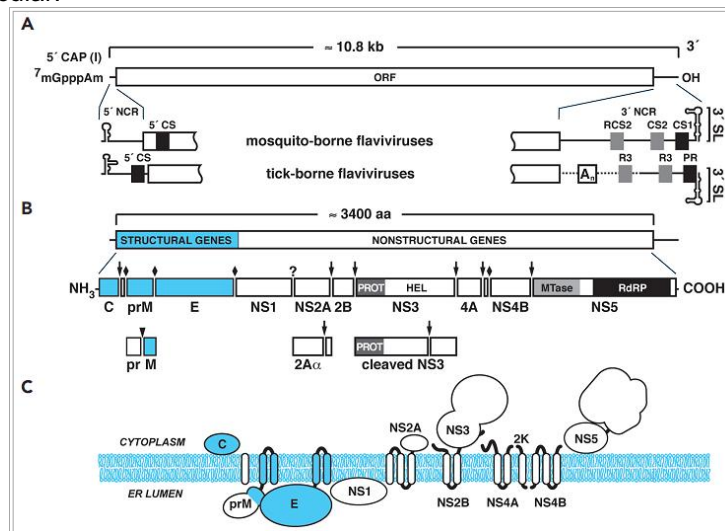 A
≈ 10.8 kb
3´
5´ CAP (I)
7mGpppAm
ORF
OH
5´ NCR
3´ NCR
5´ CS
RCS2 CS2 CS1
3´ SL
mosquito-borne flaviviruses
5´ CS
R3 R3 PR
tick-borne flaviviruses
An
3´ SL
B
≈ 3400 aa
STRUCTURAL GENES NONSTRUCTURAL GENES
?
NH3 PROT HEL MTase RdRP COOH
C prM E NS1 NS2A 2B NS3 4A NS4B NS5
PROT
pr M 2Aα cleaved NS3
C
NS2A NS3 2K NS5
CYTOPLASM
C
ER LUMEN
prM E NS1 NS2B NS4A NS4B